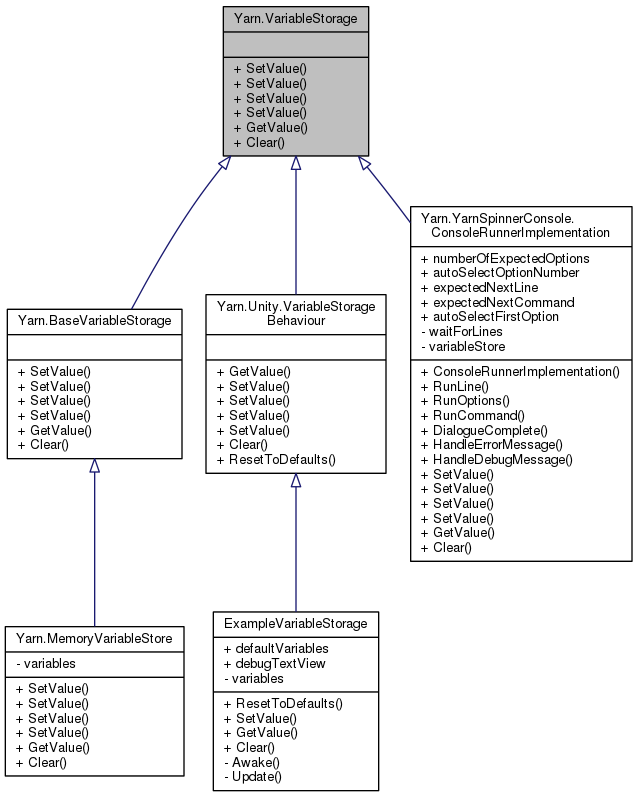 Yarn.VariableStorage
+ SetValue()
+ SetValue()
+ SetValue()
+ SetValue()
+ GetValue()
+ Clear()
Yarn.BaseVariableStorage
+ SetValue()
+ SetValue()
+ SetValue()
+ SetValue()
+ GetValue()
+ Clear()
Yarn.Unity.VariableStorage
Behaviour
+ GetValue()
+ SetValue()
+ SetValue()
+ SetValue()
+ SetValue()
+ Clear()
+ ResetToDefaults()
Yarn.YarnSpinnerConsole.
ConsoleRunnerImplementation
+ numberOfExpectedOptions
+ autoSelectOptionNumber
+ expectedNextLine
+ expectedNextCommand
+ autoSelectFirstOption
- waitForLines
- variableStore
+ ConsoleRunnerImplementation()
+ RunLine()
+ RunOptions()
+ RunCommand()
+ DialogueComplete()
+ HandleErrorMessage()
+ HandleDebugMessage()
+ SetValue()
+ SetValue()
+ SetValue()
+ SetValue()
+ GetValue()
+ Clear()
Yarn.MemoryVariableStore
- variables
+ SetValue()
+ SetValue()
+ SetValue()
+ SetValue()
+ GetValue()
+ Clear()
ExampleVariableStorage
+ defaultVariables
+ debugTextView
- variables
+ ResetToDefaults()
+ SetValue()
+ GetValue()
+ Clear()
- Awake()
- Update()